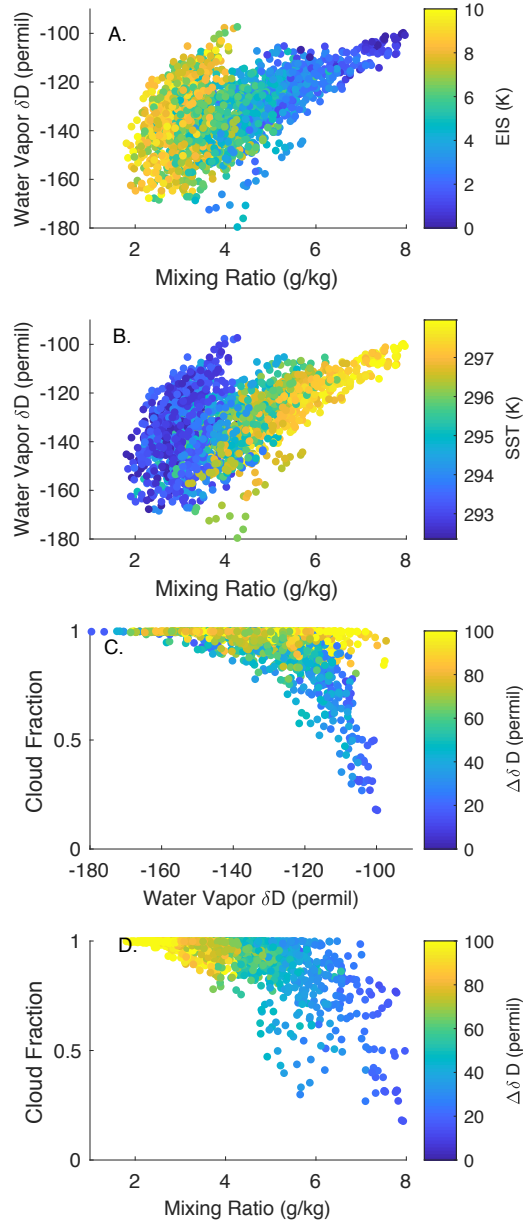 A.
-100
-120
-140
-160
-180
Water Vapor δD (permil)
2 4 6 8
Mixing Ratio (g/kg)
10
8
6
4
2
0
EIS (K)
B.
-100
-120
-140
-160
-180
Water Vapor δD (permil)
2 4 6 8
Mixing Ratio (g/kg)
297
296
295
294
293
SST (K)
C.
1
0.5
0
Cloud Fraction
-180 -160 -140 -120 -100
Water Vapor δD (permil)
100
80
60
40
20
0
Δ δ D (permil)
D.
1
0.5
0
Cloud Fraction
2 4 6 8
Mixing Ratio (g/kg)
100
80
60
40
20
0
Δ δ D (permil)